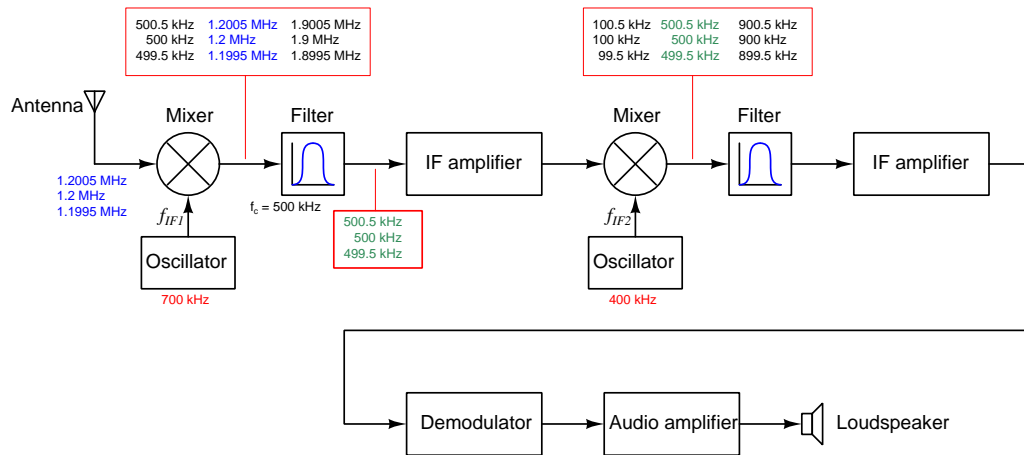 500.5 kHz 1.2005 MHz 1.9005 MHz
500 kHz 1.2 MHz 1.9 MHz
499.5 kHz 1.1995 MHz 1.8995 MHz
100.5 kHz 500.5 kHz 900.5 kHz
100 kHz 500 kHz 900 kHz
99.5 kHz 499.5 kHz 899.5 kHz
Antenna
Mixer
Filter
Mixer
Filter
IF amplifier
IF amplifier
1.2005 MHz
1.2 MHz
1.1995 MHz
fIF1
fc = 500 kHz
500.5 kHz
500 kHz
499.5 kHz
fIF2
Oscillator
Oscillator
700 kHz
400 kHz
Demodulator
Audio amplifier
Loudspeaker